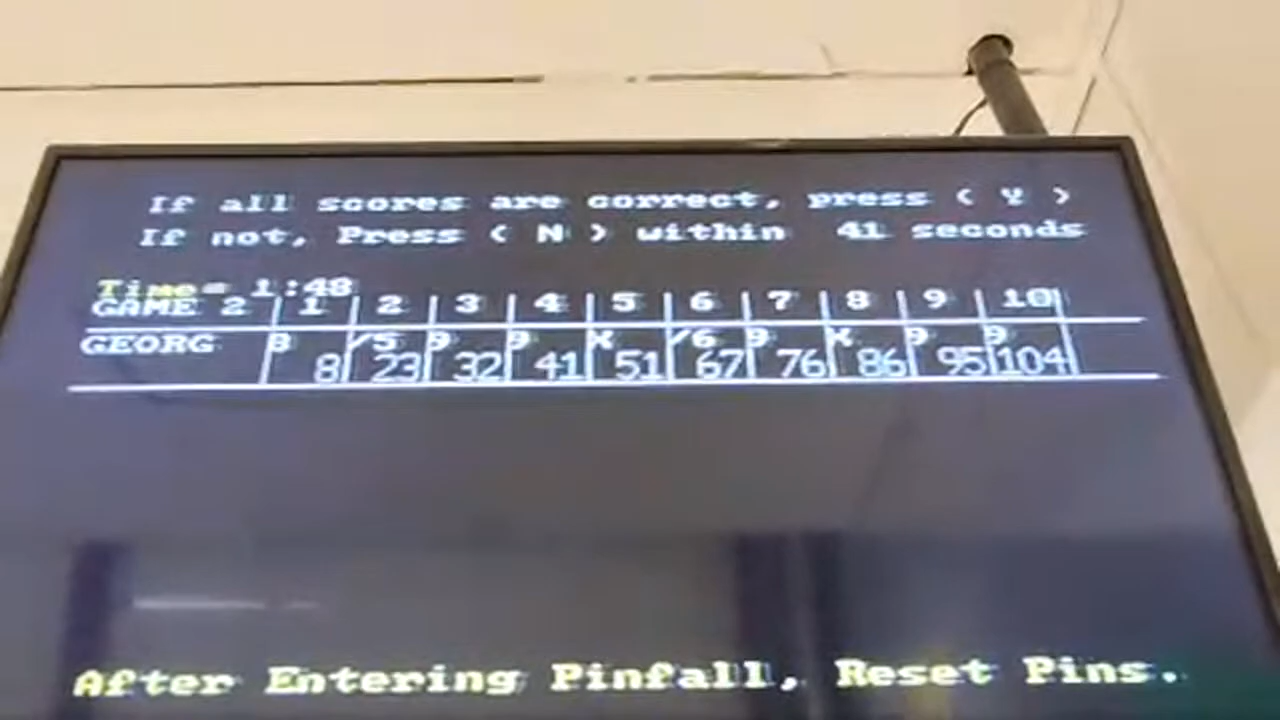 If all scores are correct, press ( Y )
If not, Press ( N ) within 41 seconds
Time= 1:48
GAME 2 1 2 3 4 5 6 7 8 9 10
GEORG 8 /5 9 9 X /6 9 X 9 9
8 23 32 41 51 67 76 86 95 104
After Entering Pinfall, Reset Pins.